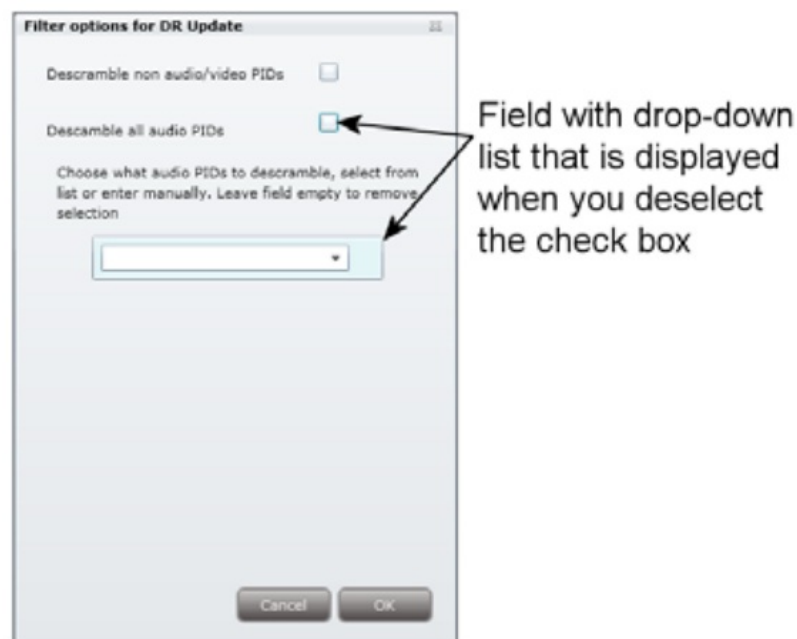 Filter options for DR Update
Descramble non audio/video PIDs
Descamble all audio PIDs
Choose what audio PIDs to descramble, select from
list or enter manually. Leave field empty to remove
selection
Cancel
OK
Field with drop-down
list that is displayed
when you deselect
the check box